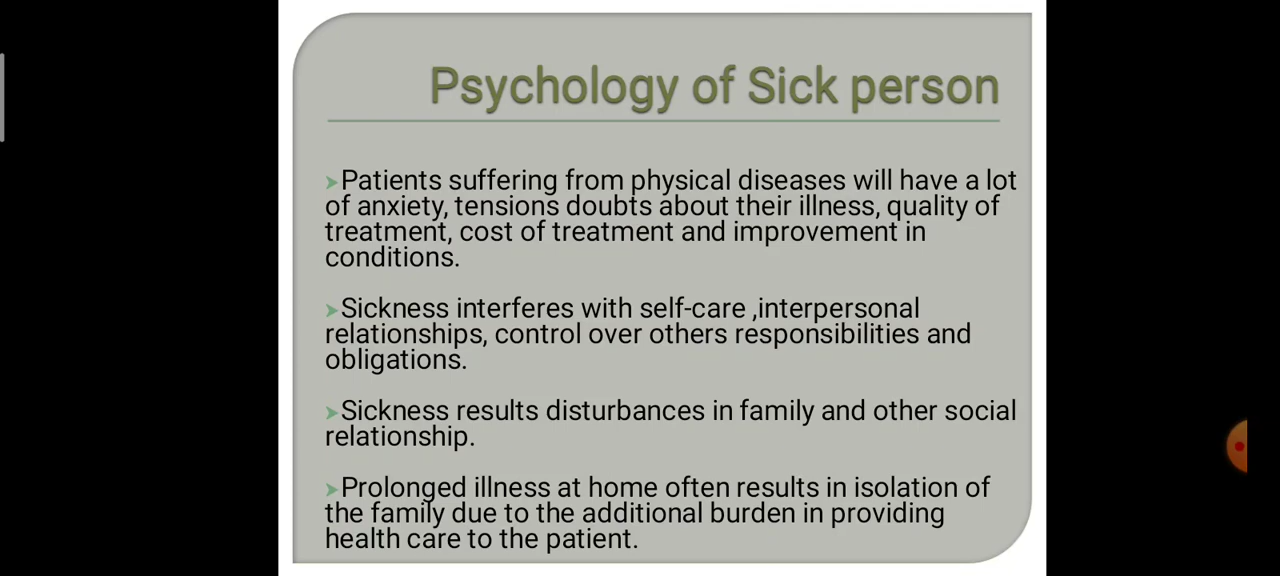 Psychology of Sick person
➤Patients suffering from physical diseases will have a lot
of anxiety, tensions doubts about their illness, quality of
treatment, cost of treatment and improvement in
conditions.
➤Sickness interferes with self-care ,interpersonal
relationships, control over others responsibilities and
obligations.
➤Sickness results disturbances in family and other social
relationship.
➤Prolonged illness at home often results in isolation of
the family due to the additional burden in providing
health care to the patient.